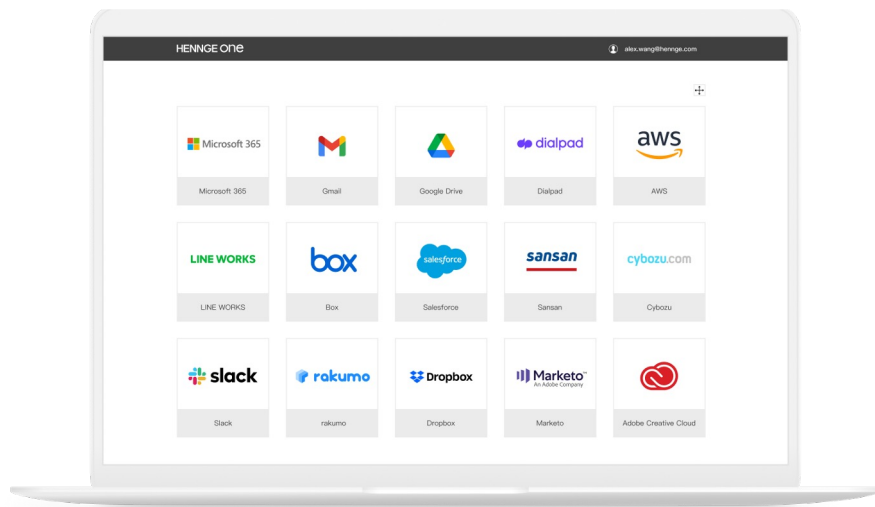 HENNGE One
alex.wang@hennge.com
Microsoft 365
dialpad
aws
Microsoft 365
Gmail
Google Drive
Dialpad
AWS
LINE WORKS
box
salesforce
sansan
cybozu.com
LINE WORKS
Box
Salesforce
Sansan
Cybozu
slack
rakumo
Dropbox
Marketo™
An Adobe Company
Slack
rakumo
Dropbox
Marketo
Adobe Creative Cloud